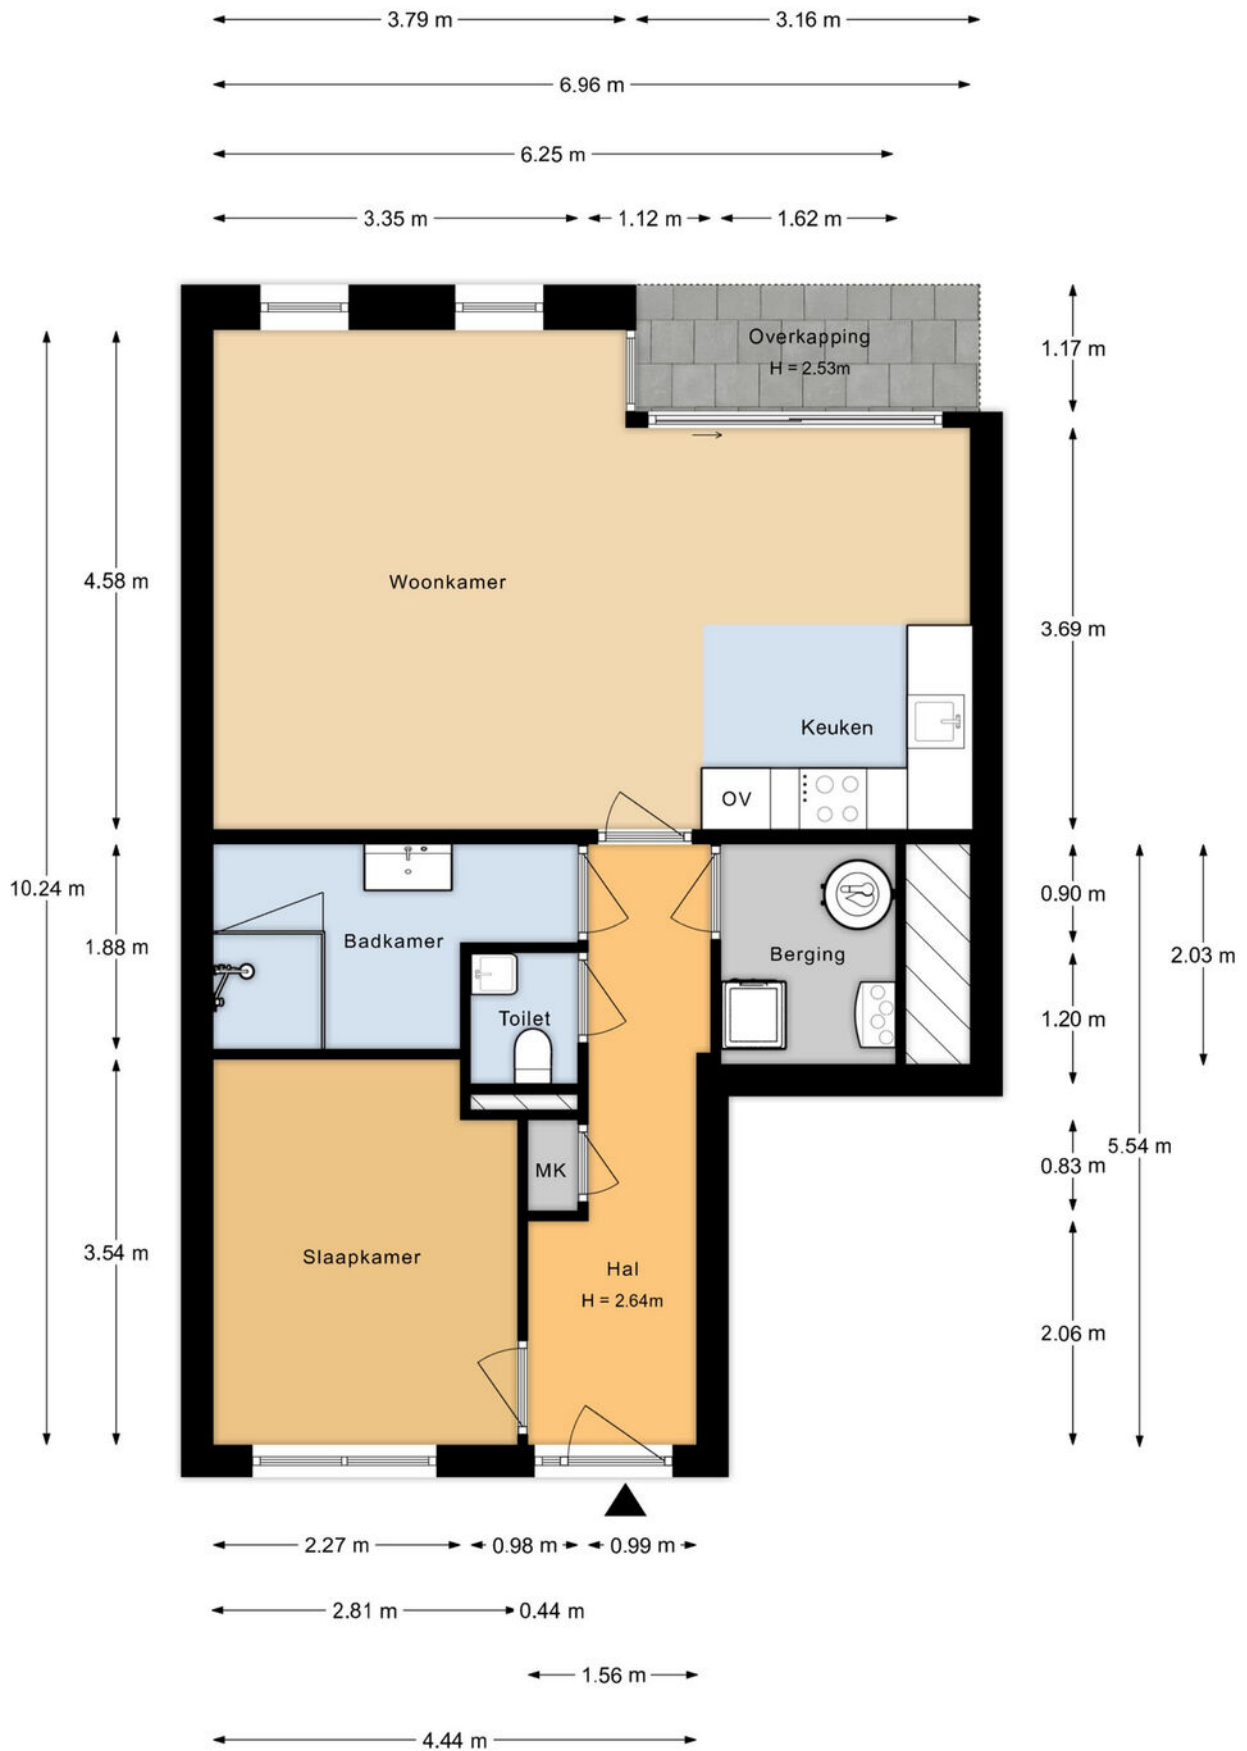 3.79 m 3.16 m
6.96 m
6.25 m
3.35 m 1.12 m 1.62 m
Overkapping
H = 2.53m
1.17 m
4.58 m
Woonkamer
3.69 m
Keuken
OV
10.24 m
1.88 m
Badkamer
Berging
0.90 m
2.03 m
Toilet
1.20 m
MK
0.83 m
5.54 m
3.54 m
Slaapkamer
Hal
H = 2.64m
2.06 m
2.27 m 0.98 m 0.99 m
2.81 m 0.44 m
1.56 m
4.44 m